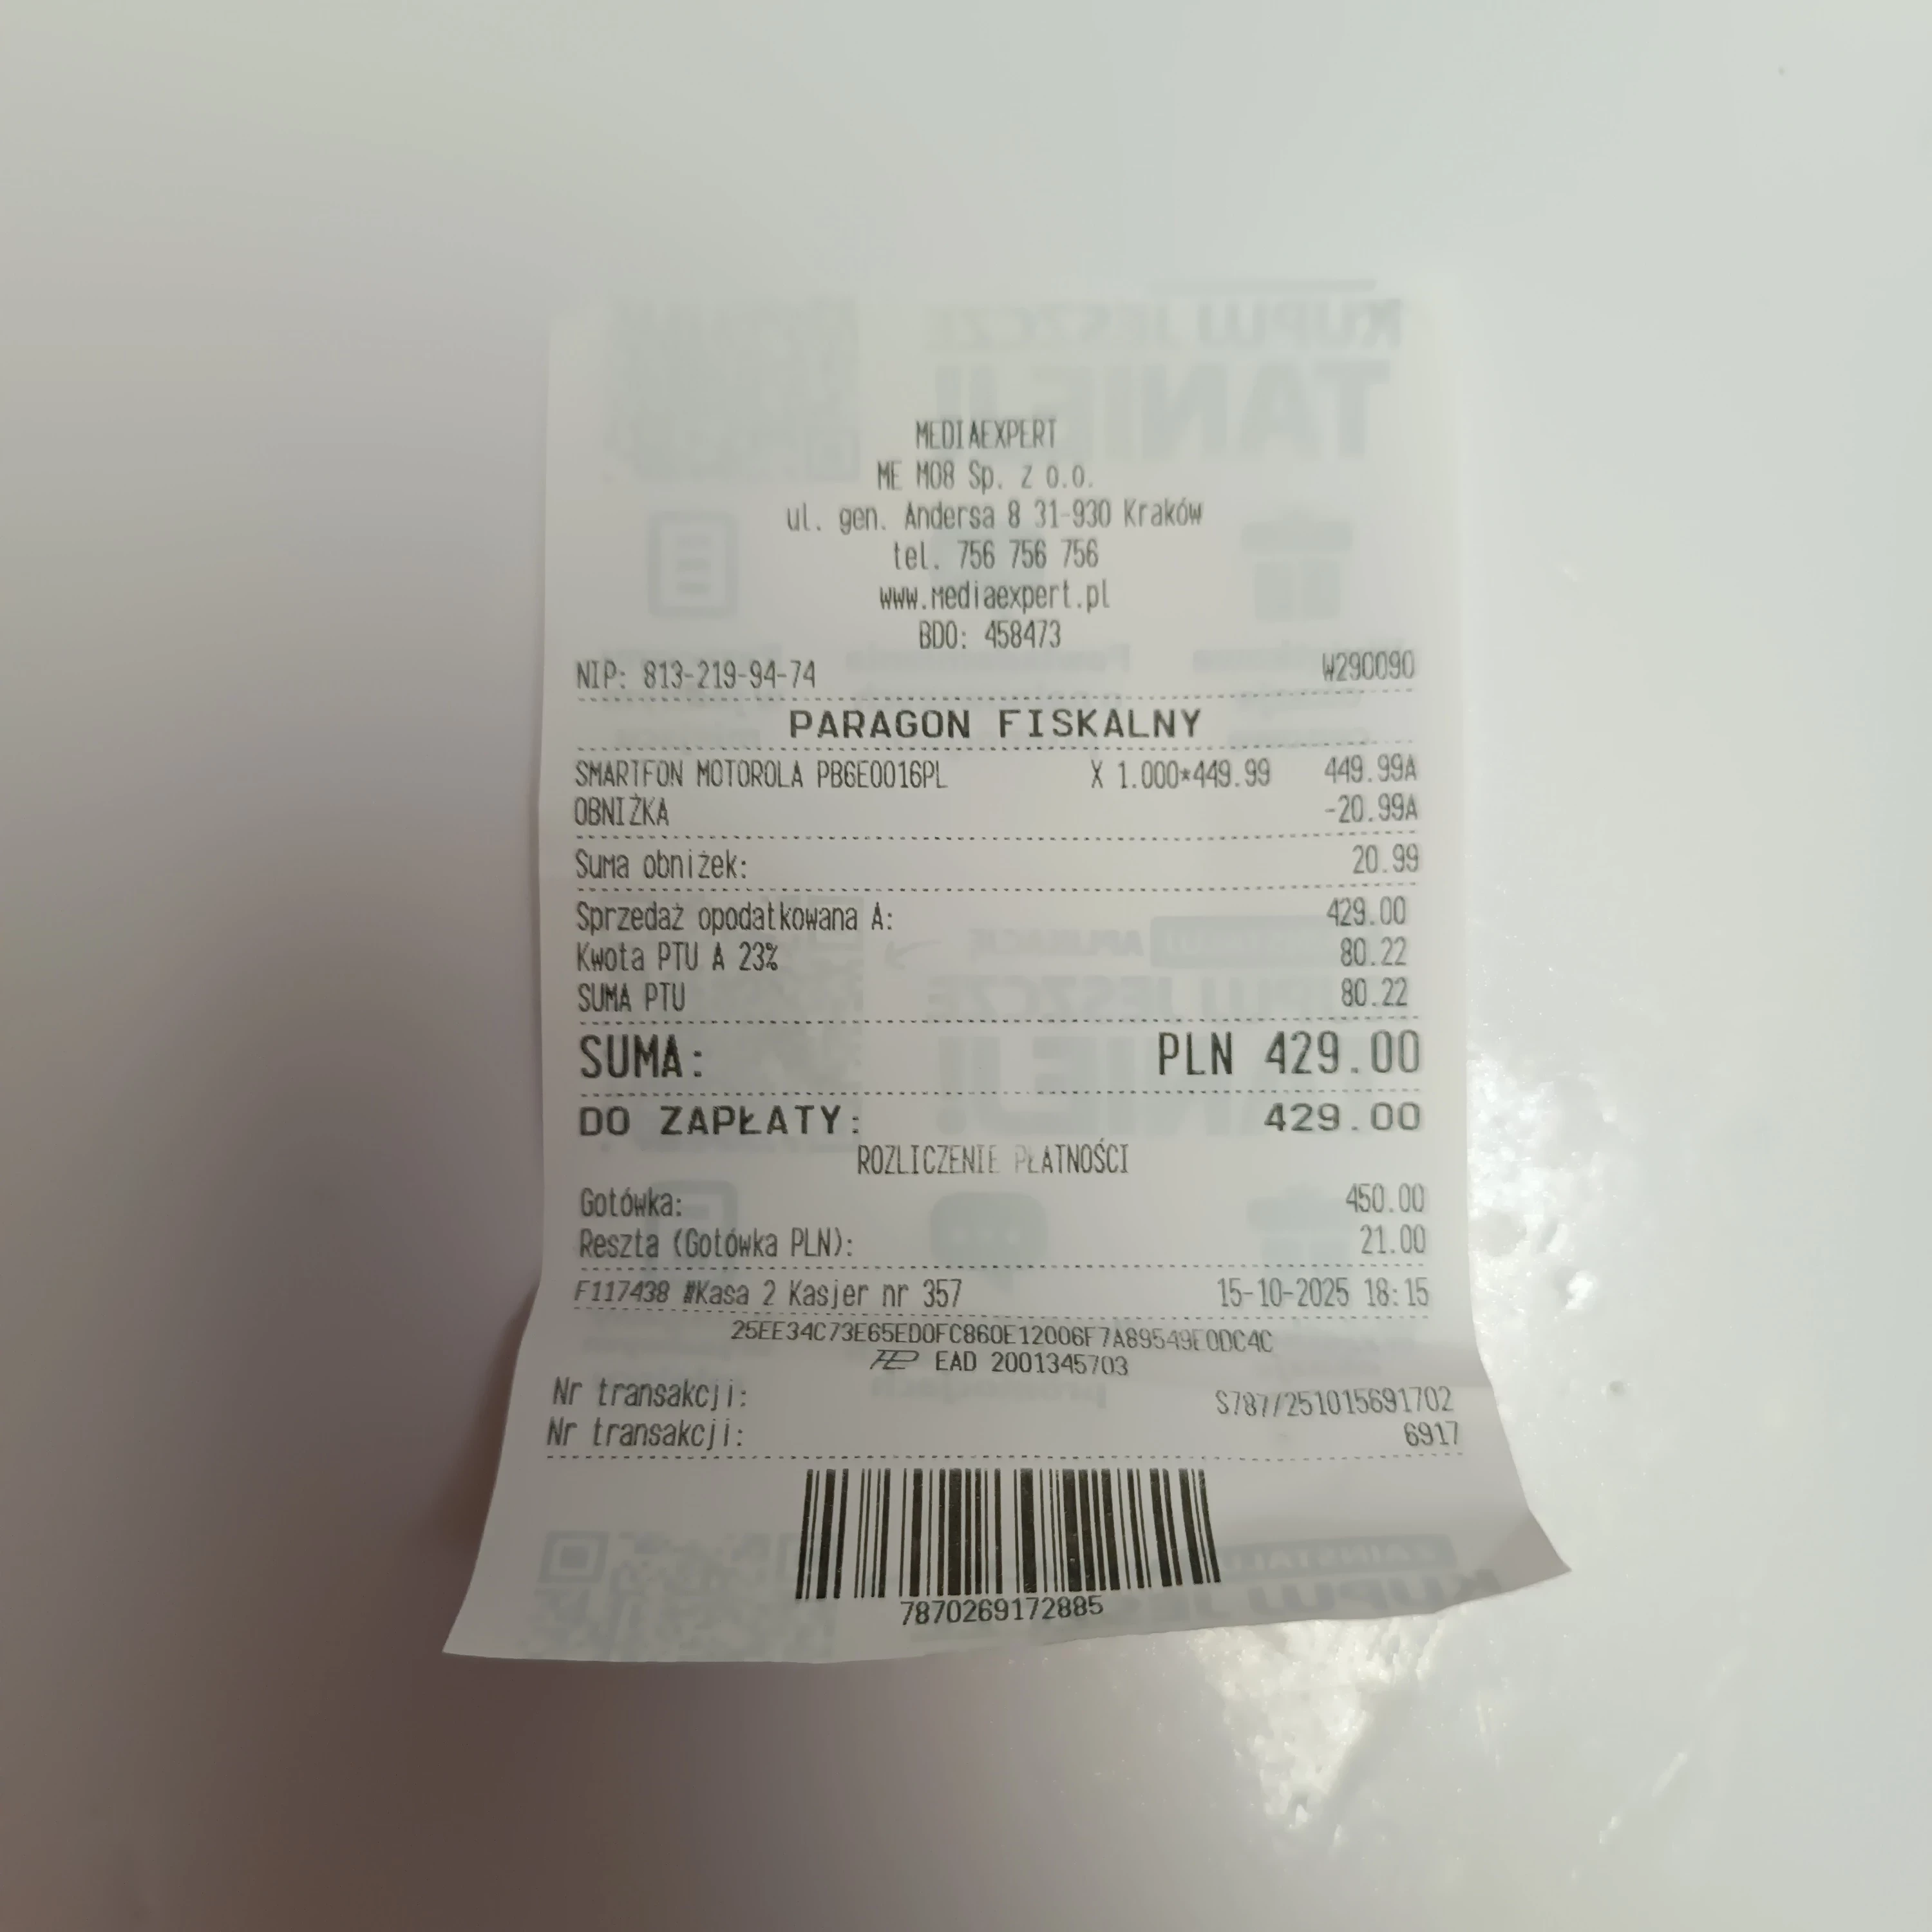 MEDIAEXPERT
ME M08 Sp. z o.o.
ul. gen. Andersa 8 31-930 Kraków
tel. 756 756 756
www.mediaexpert.pl
BDO: 458473
NIP: 813-219-94-74 W290090
PARAGON FISKALNY
SMARTFON MOTOROLA PB6E0016PL X 1.000*449.99 449.99A
OBNIŻKA -20.99A
Suma obniżek: 20.99
Sprzedaż opodatkowana A: 429.00
Kwota PTU A 23% 80.22
SUMA PTU 80.22
SUMA: PLN 429.00
DO ZAPŁATY: 429.00
ROZLICZENIE PŁATNOŚCI
Gotówka: 450.00
Reszta (Gotówka PLN): 21.00
F117438 #Kasa 2 Kasjer nr 357 15-10-2025 18:15
25EE34C73E65ED0FC860E12006F7A89549E0DC4C
EAD 2001345703
Nr transakcji: S787/251015691702
Nr transakcji: 6917
7870269172885